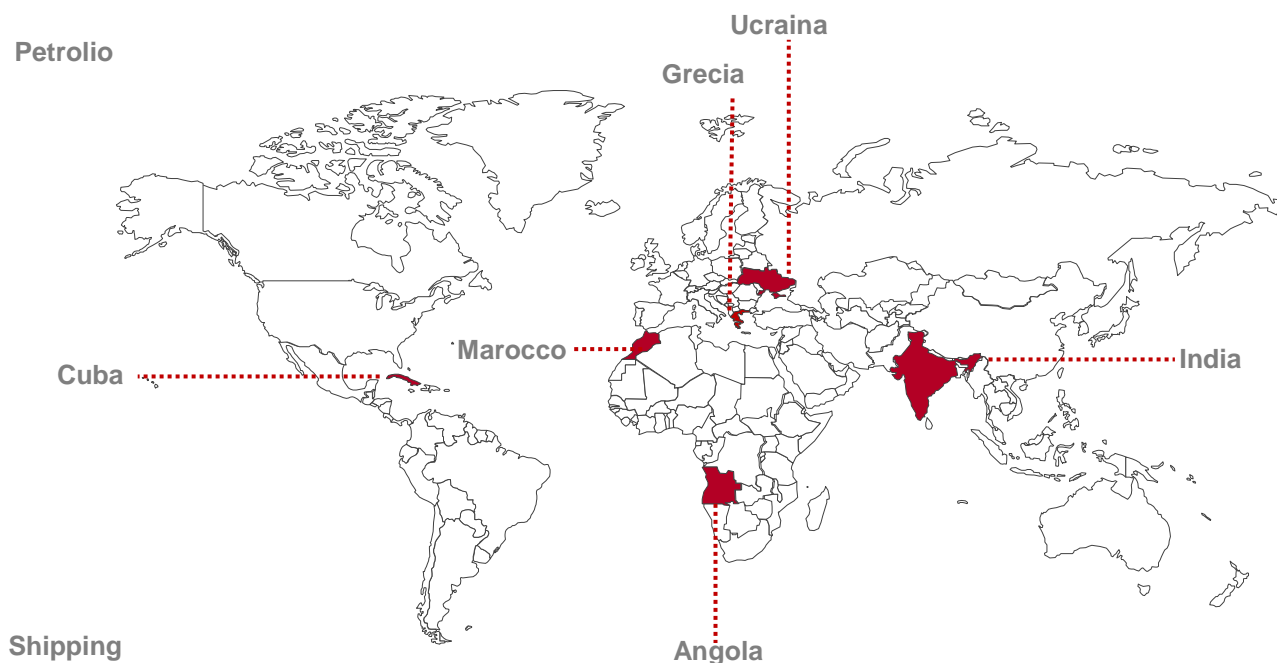 Ucraina
Petrolio
Grecia
Marocco
India
Cuba
Shipping
Angola